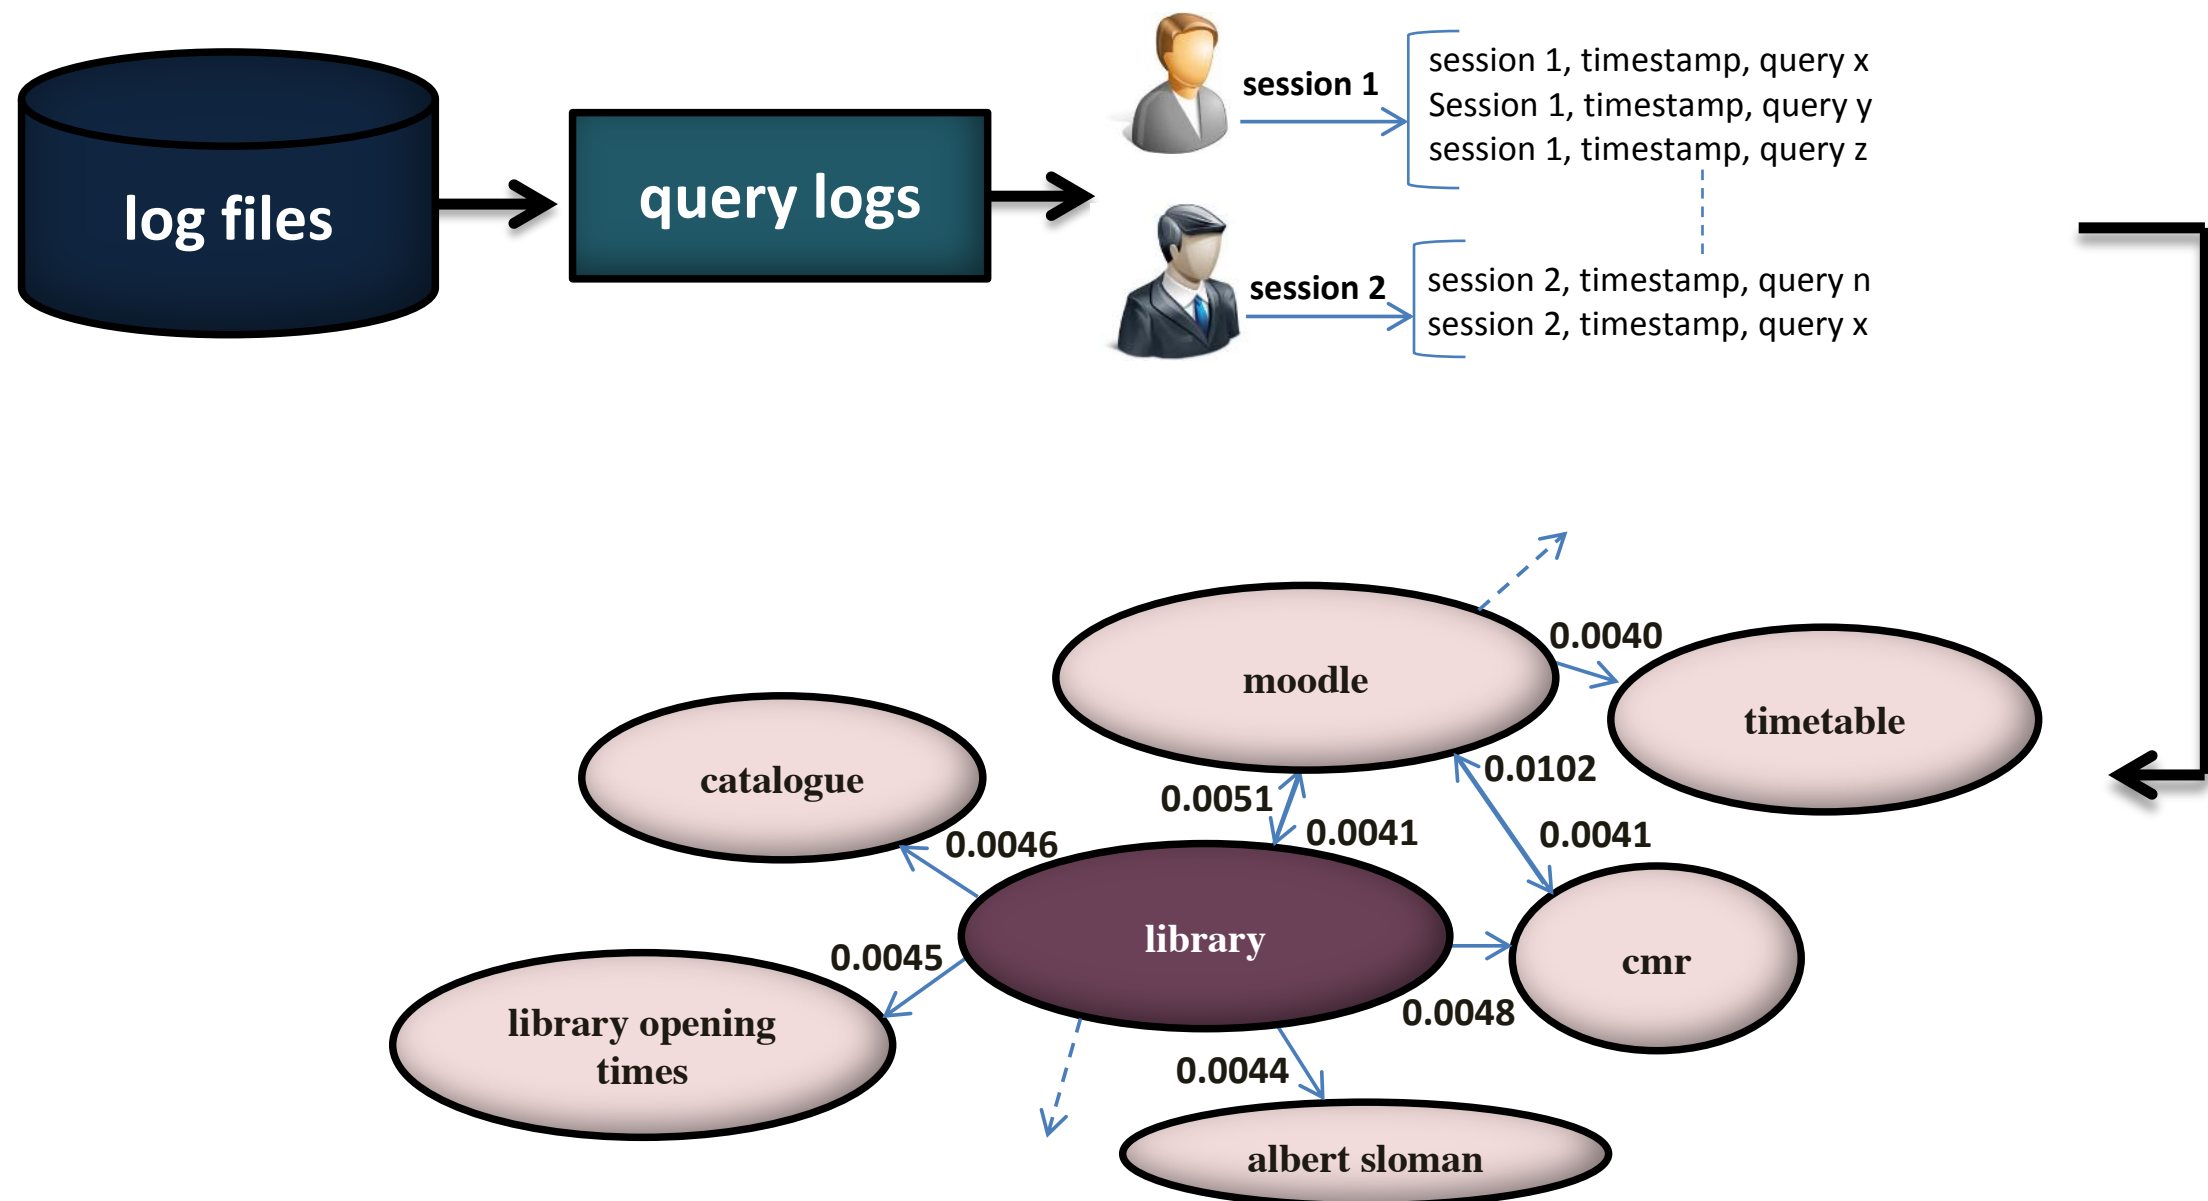 log files
query logs
session 1
session 1, timestamp, query x
Session 1, timestamp, query y
session 1, timestamp, query z
session 2
session 2, timestamp, query n
session 2, timestamp, query x
moodle
0.0040
timetable
catalogue
0.0102
0.0051
0.0041
0.0041
0.0046
library
cmr
0.0045
0.0048
library opening
times
0.0044
albert sloman